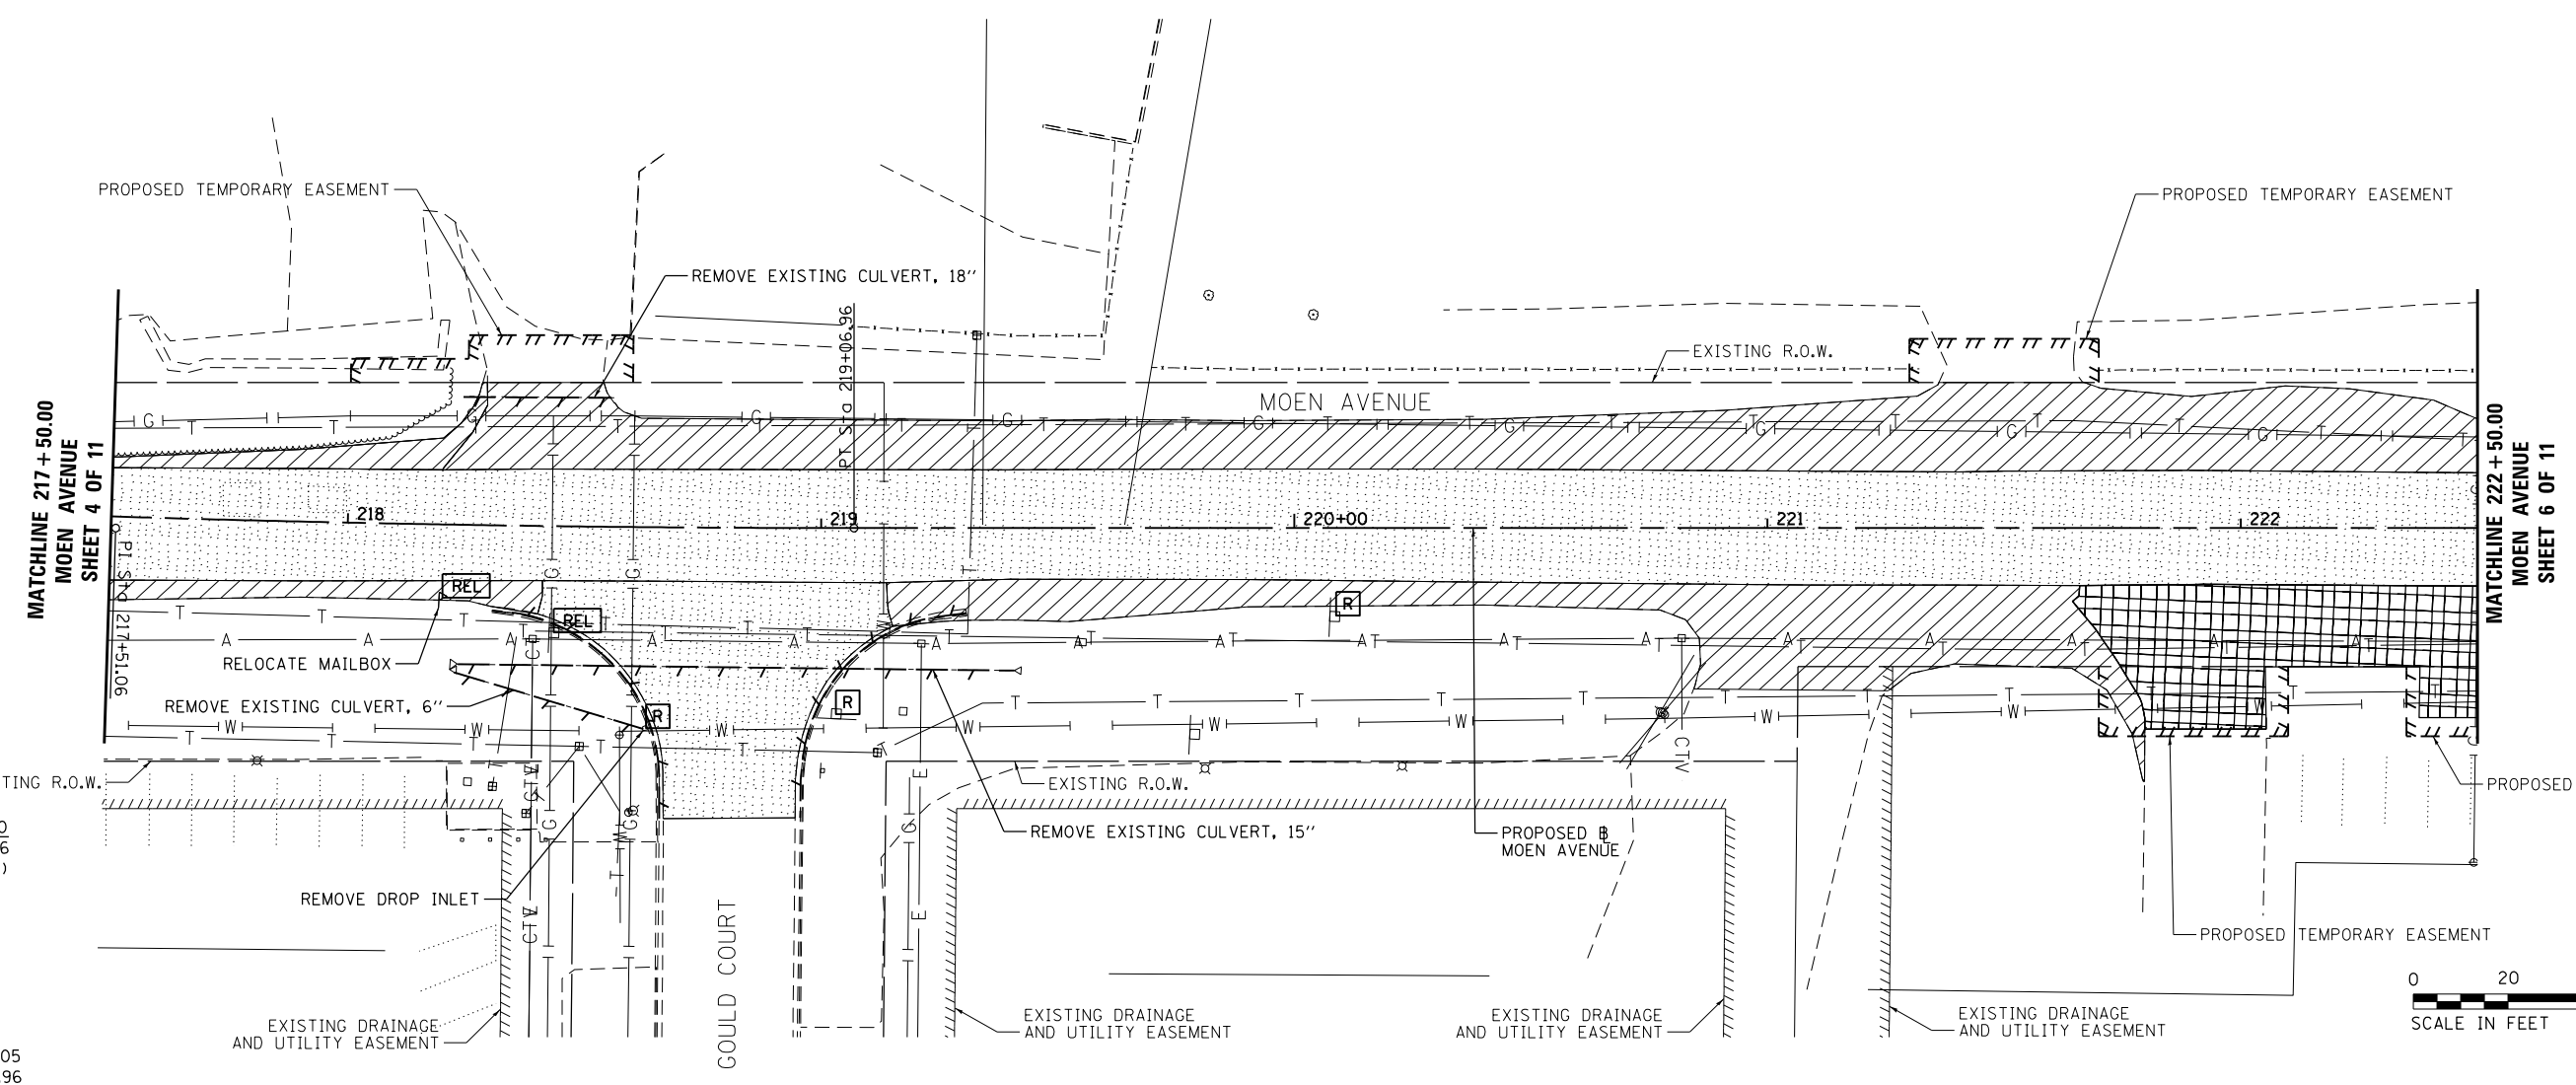 PROPOSED TEMPORARY EASEMENT
PROPOSED TEMPORARY EASEMENT
REMOVE EXISTING CULVERT, 18"
PT Sta 219+06.96
EXISTING R.O.W.
MOEN AVENUE
MATCHLINE 217+50.00
MOEN AVENUE
SHEET 4 OF 11
MATCHLINE 222+50.00
MOEN AVENUE
SHEET 6 OF 11
218
219
220+00
221
222
PI Sta 217+51.06
REL
REL
R
R
R
RELOCATE MAILBOX
REMOVE EXISTING CULVERT, 6"
TING R.O.W.
EXISTING R.O.W.
CTV
PROPOSED
REMOVE EXISTING CULVERT, 15"
PROPOSED B
MOEN AVENUE
REMOVE DROP INLET
PROPOSED TEMPORARY EASEMENT
GOULD COURT
EXISTING DRAINAGE
AND UTILITY EASEMENT
EXISTING DRAINAGE
AND UTILITY EASEMENT
EXISTING DRAINAGE
AND UTILITY EASEMENT
EXISTING DRAINAGE
AND UTILITY EASEMENT
0 20
SCALE IN FEET
05
96